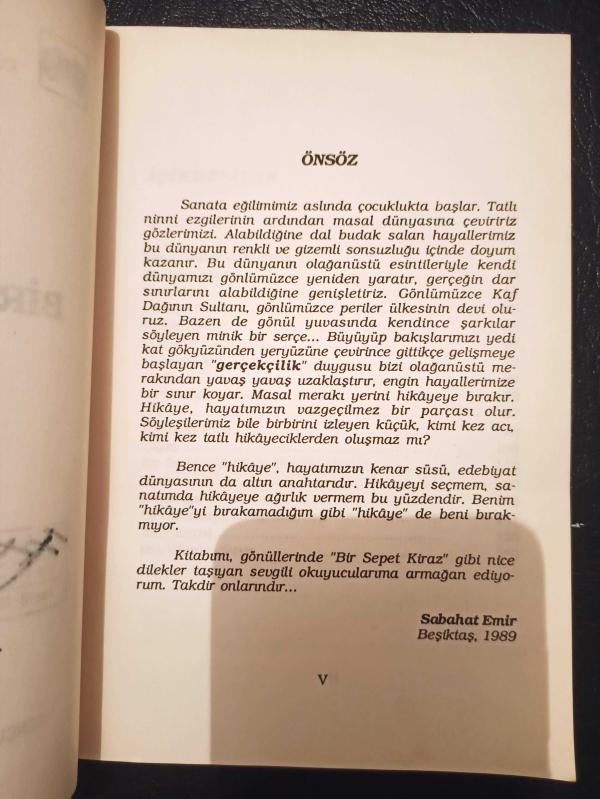 BİR
ÖNSÖZ
Sanata eğilimimiz aslında çocuklukta başlar. Tatlı
ninni ezgilerinin ardından masal dünyasına çeviririz
gözlerimizi. Alabildiğine dal budak salan hayallerimiz
bu dünyanın renkli ve gizemli sonsuzluğu içinde doyum
kazanır. Bu dünyanın olağanüstü esintileriyle kendi
dünyamızı gönlümüzce yeniden yaratır, gerçeğin dar
sınırlarını alabildiğine genişletiriz. Gönlümüzce Kaf
Dağının Sultanı, gönlümüzce periler ülkesinin devi olu-
ruz. Bazen de gönül yuvasında kendince şarkılar
söyleyen minik bir serçe... Büyüyüp bakışlarımızı yedi
kat gökyüzünden yeryüzüne çevirince gittikçe gelişmeye
başlayan "gerçekçilik" duygusu bizi olağanüstü me-
rakından yavaş yavaş uzaklaştırır, engin hayallerimize
bir sınır koyar. Masal merakı yerini hikâyeye bırakır.
Hikâye, hayatımızın vazgeçilmez bir parçası olur.
Söyleşilerimiz bile birbirini izleyen küçük, kimi kez acı,
kimi kez tatlı hikâyeciklerden oluşmaz mı?
Bence "hikâye", hayatımızın kenar süsü, edebiyat
dünyasının da altın anahtarıdır. Hikâyeyi seçmem, sa-
natımda hikâyeye ağırlık vermem bu yüzdendir. Benim
"hikâye"yi bırakamadığım gibi "hikâye" de beni bırak-
mıyor.
Kitabımı, gönüllerinde "Bir Sepet Kiraz" gibi nice
dilekler taşıyan sevgili okuyucularıma armağan ediyo-
rum. Takdir onlarındır...
Sabahat Emir
Beşiktaş, 1989
V